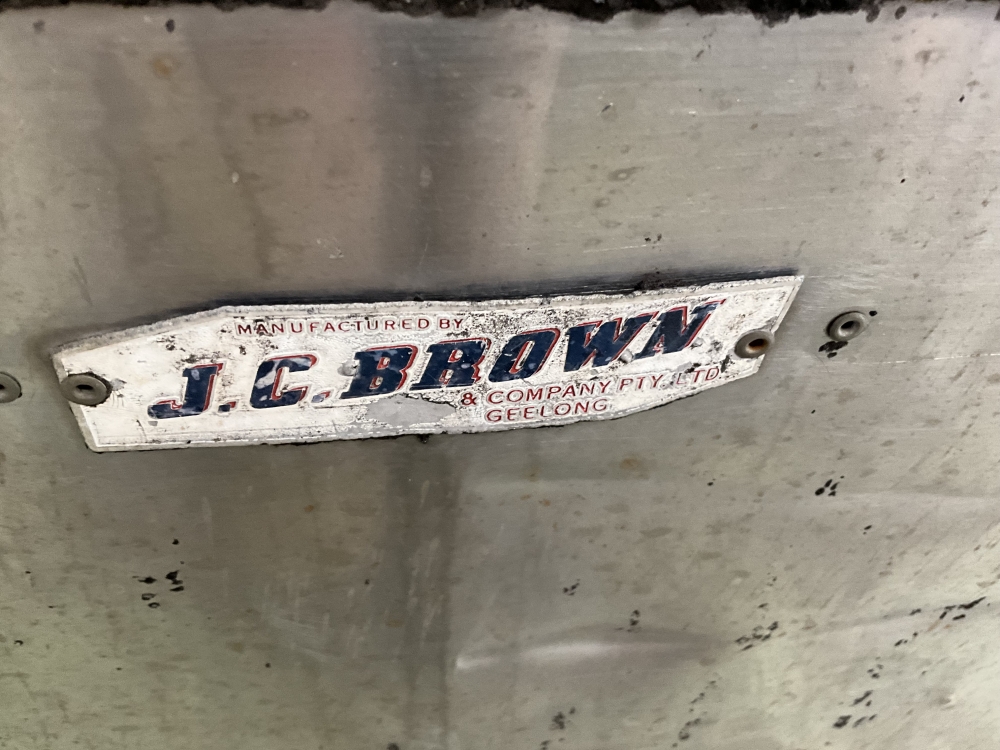 MANUFACTURED BY
J.C. BROWN
& COMPANY PTY. LTD
GEELONG